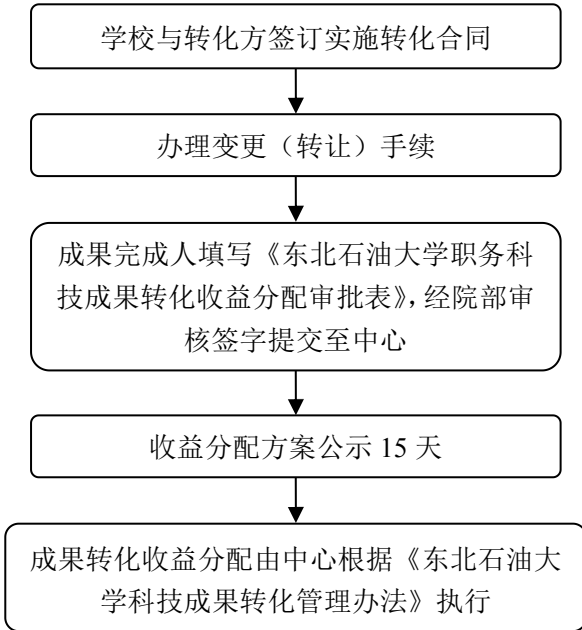 学校与转化方签订实施转化合同
办理变更（转让）手续
成果完成人填写《东北石油大学职务科
技成果转化收益分配审批表》，经院部审
核签字提交至中心
收益分配方案公示 15 天
成果转化收益分配由中心根据《东北石油大
学科技成果转化管理办法》执行